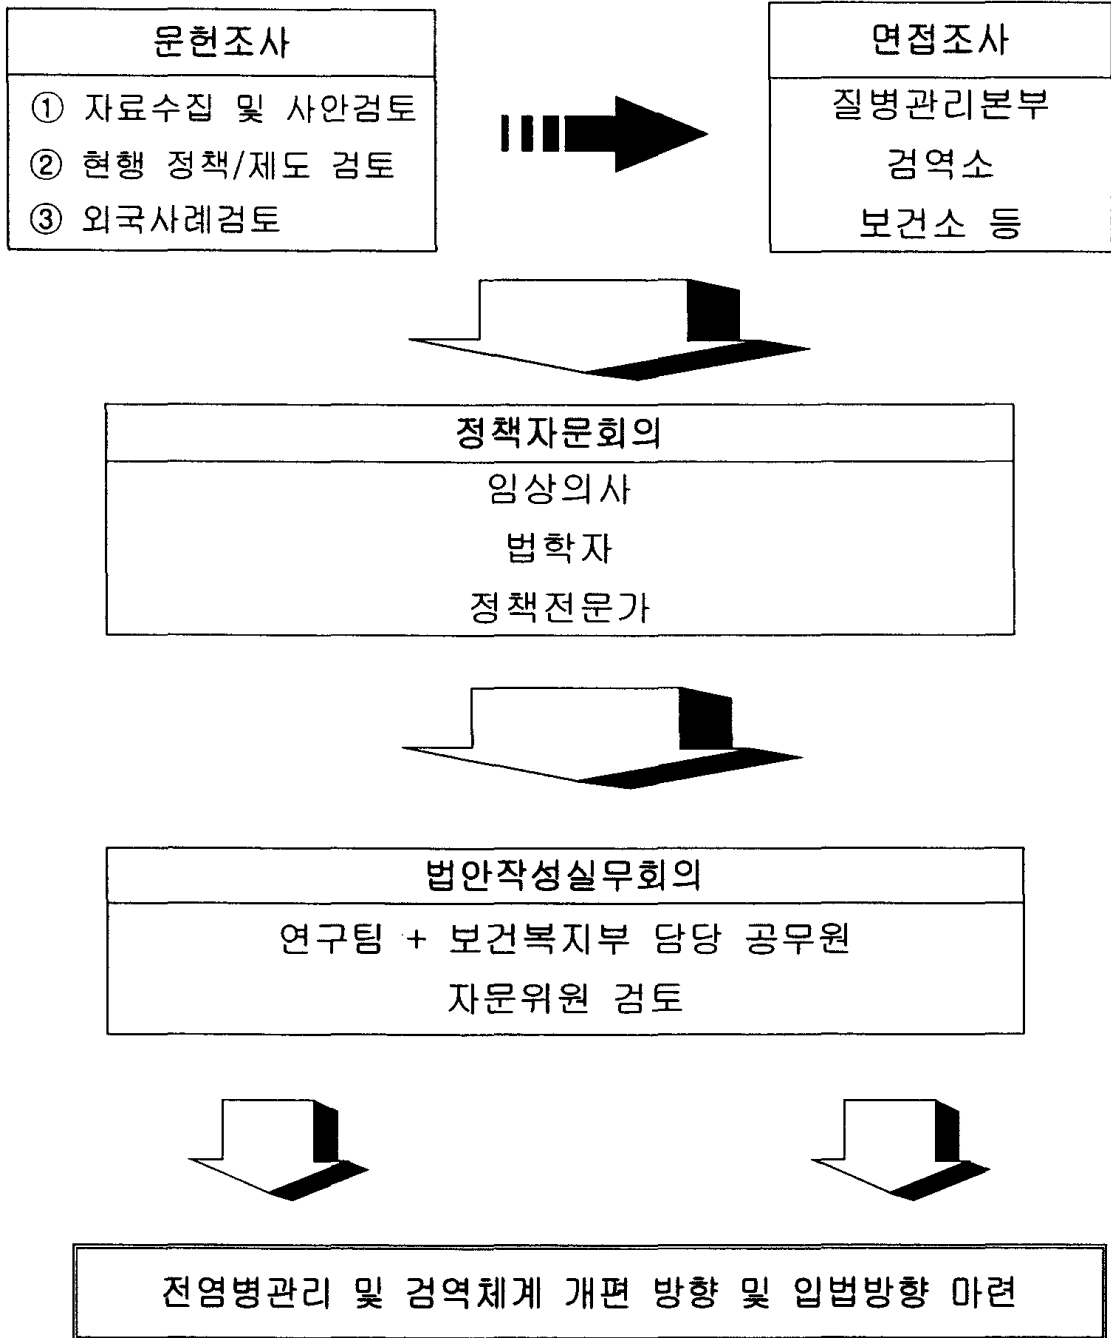 문헌조사
① 자료수집 및 사안검토
② 현행 정책/제도 검토
③ 외국사례검토
면접조사
질병관리본부
검역소
보건소 등
정책자문회의
임상의사
법학자
정책전문가
법안작성실무회의
연구팀 + 보건복지부 담당 공무원
자문위원 검토
전염병관리 및 검역체계 개편 방향 및 입법방향 마련